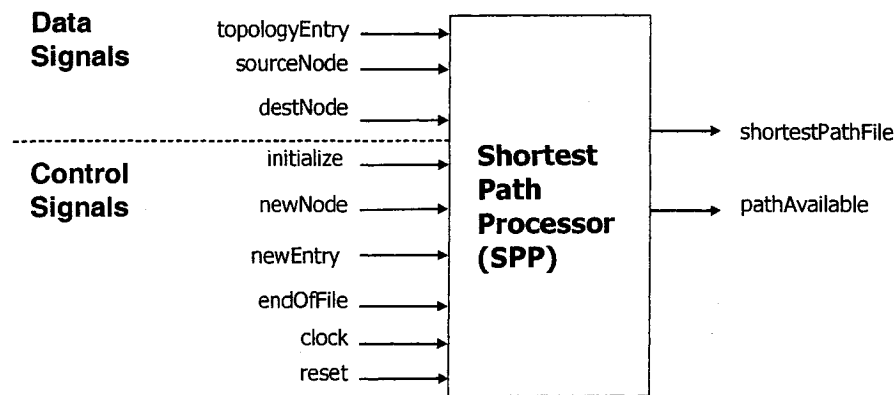 Data
Signals
topologyEntry
sourceNode
destNode
Control
Signals
initialize
newNode
newEntry
endOfFile
clock
reset
Shortest
Path
Processor
(SPP)
shortestPathFile
pathAvailable